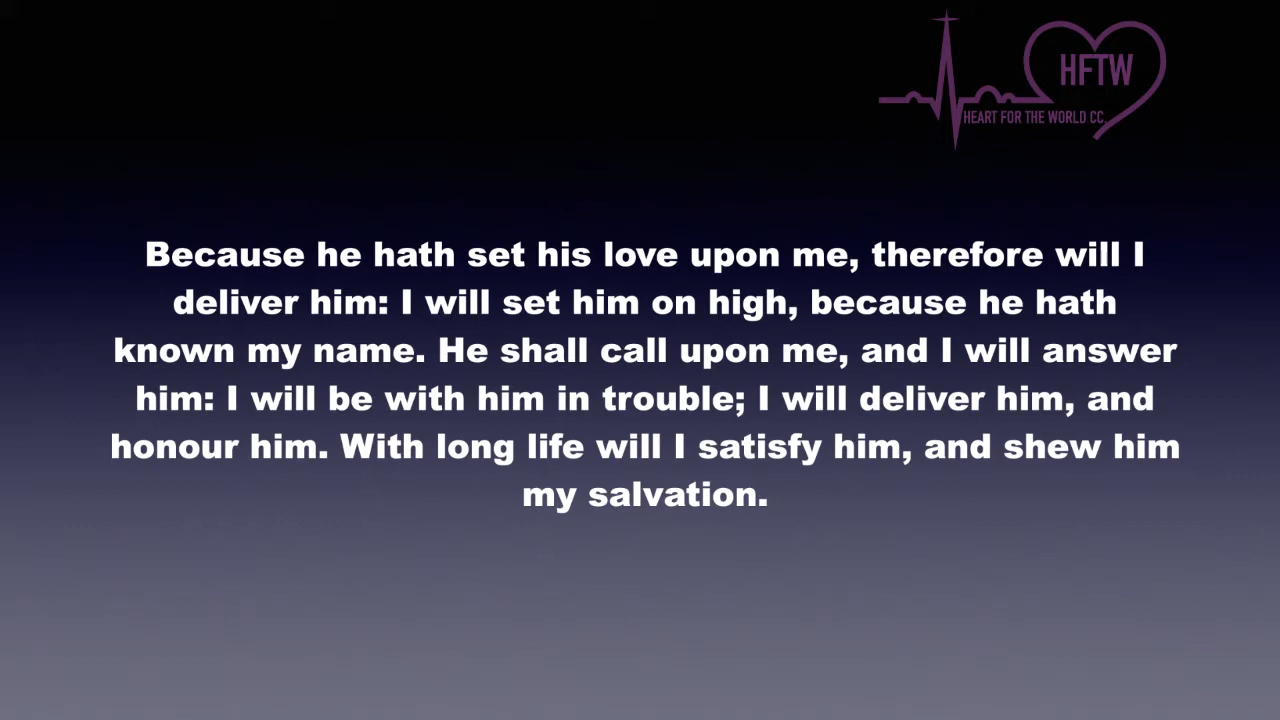 HFTW
HEART FOR THE WORLD CC.
Because he hath set his love upon me, therefore will I
deliver him: I will set him on high, because he hath
known my name. He shall call upon me, and I will answer
him: I will be with him in trouble; I will deliver him, and
honour him. With long life will I satisfy him, and shew him
my salvation.